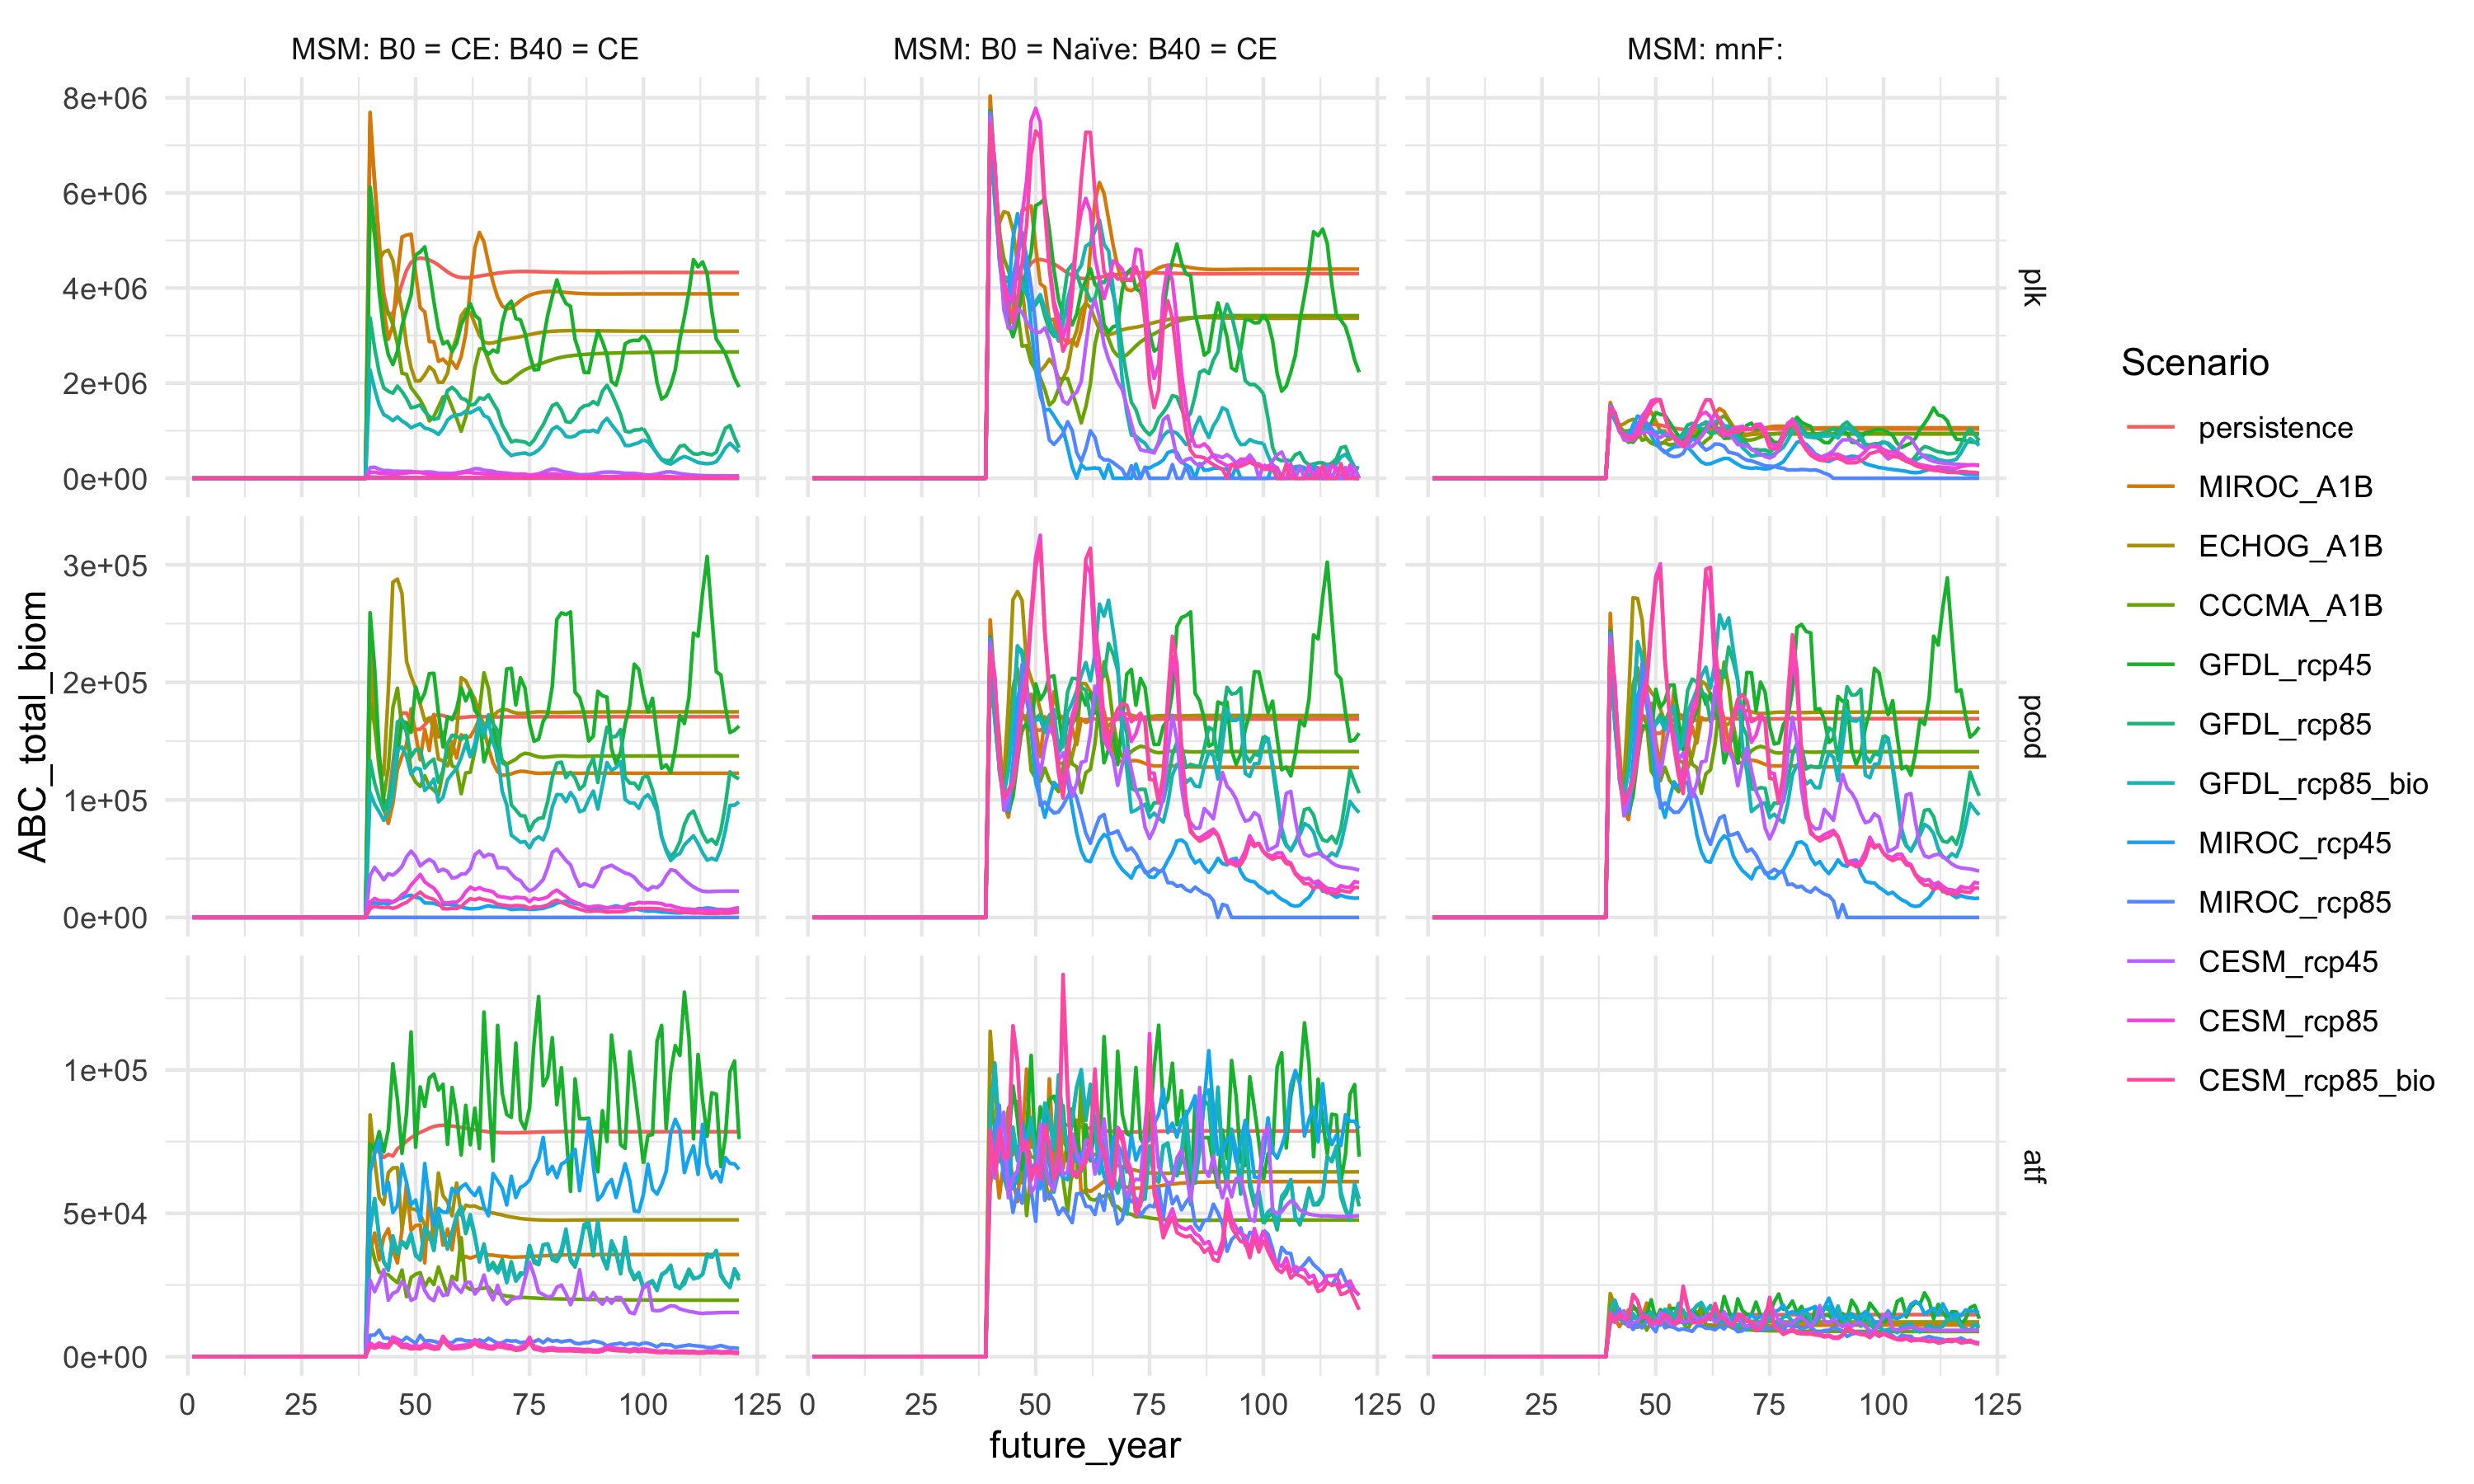 MSM: B0 = CE: B40 = CE
MSM: B0 = Naïve: B40 = CE
MSM: mnF:
8e+06
6e+06
4e+06
2e+06
0e+00
plk
3e+05
2e+05
1e+05
0e+00
pcod
1e+05
5e+04
0e+00
atf
ABC_total_biom
0 25 50 75 100 125
0 25 50 75 100 125
0 25 50 75 100 125
future_year
Scenario
persistence
MIROC_A1B
ECHOG_A1B
CCCMA_A1B
GFDL_rcp45
GFDL_rcp85
GFDL_rcp85_bio
MIROC_rcp45
MIROC_rcp85
CESM_rcp45
CESM_rcp85
CESM_rcp85_bio